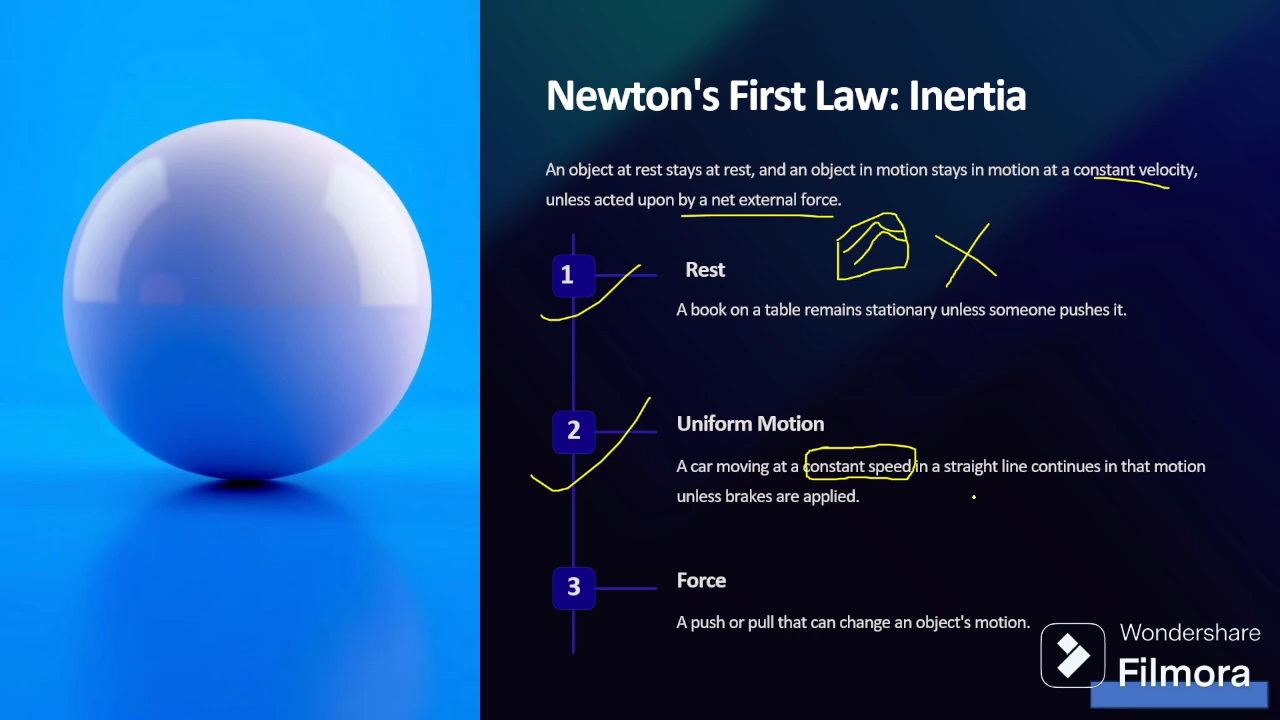 Newton's First Law: Inertia
An object at rest stays at rest, and an object in motion stays in motion at a constant velocity,
unless acted upon by a net external force.
1
Rest
A book on a table remains stationary unless someone pushes it.
2
Uniform Motion
A car moving at a constant speed in a straight line continues in that motion
unless brakes are applied.
3
Force
A push or pull that can change an object's motion.
Wondershare
Filmora